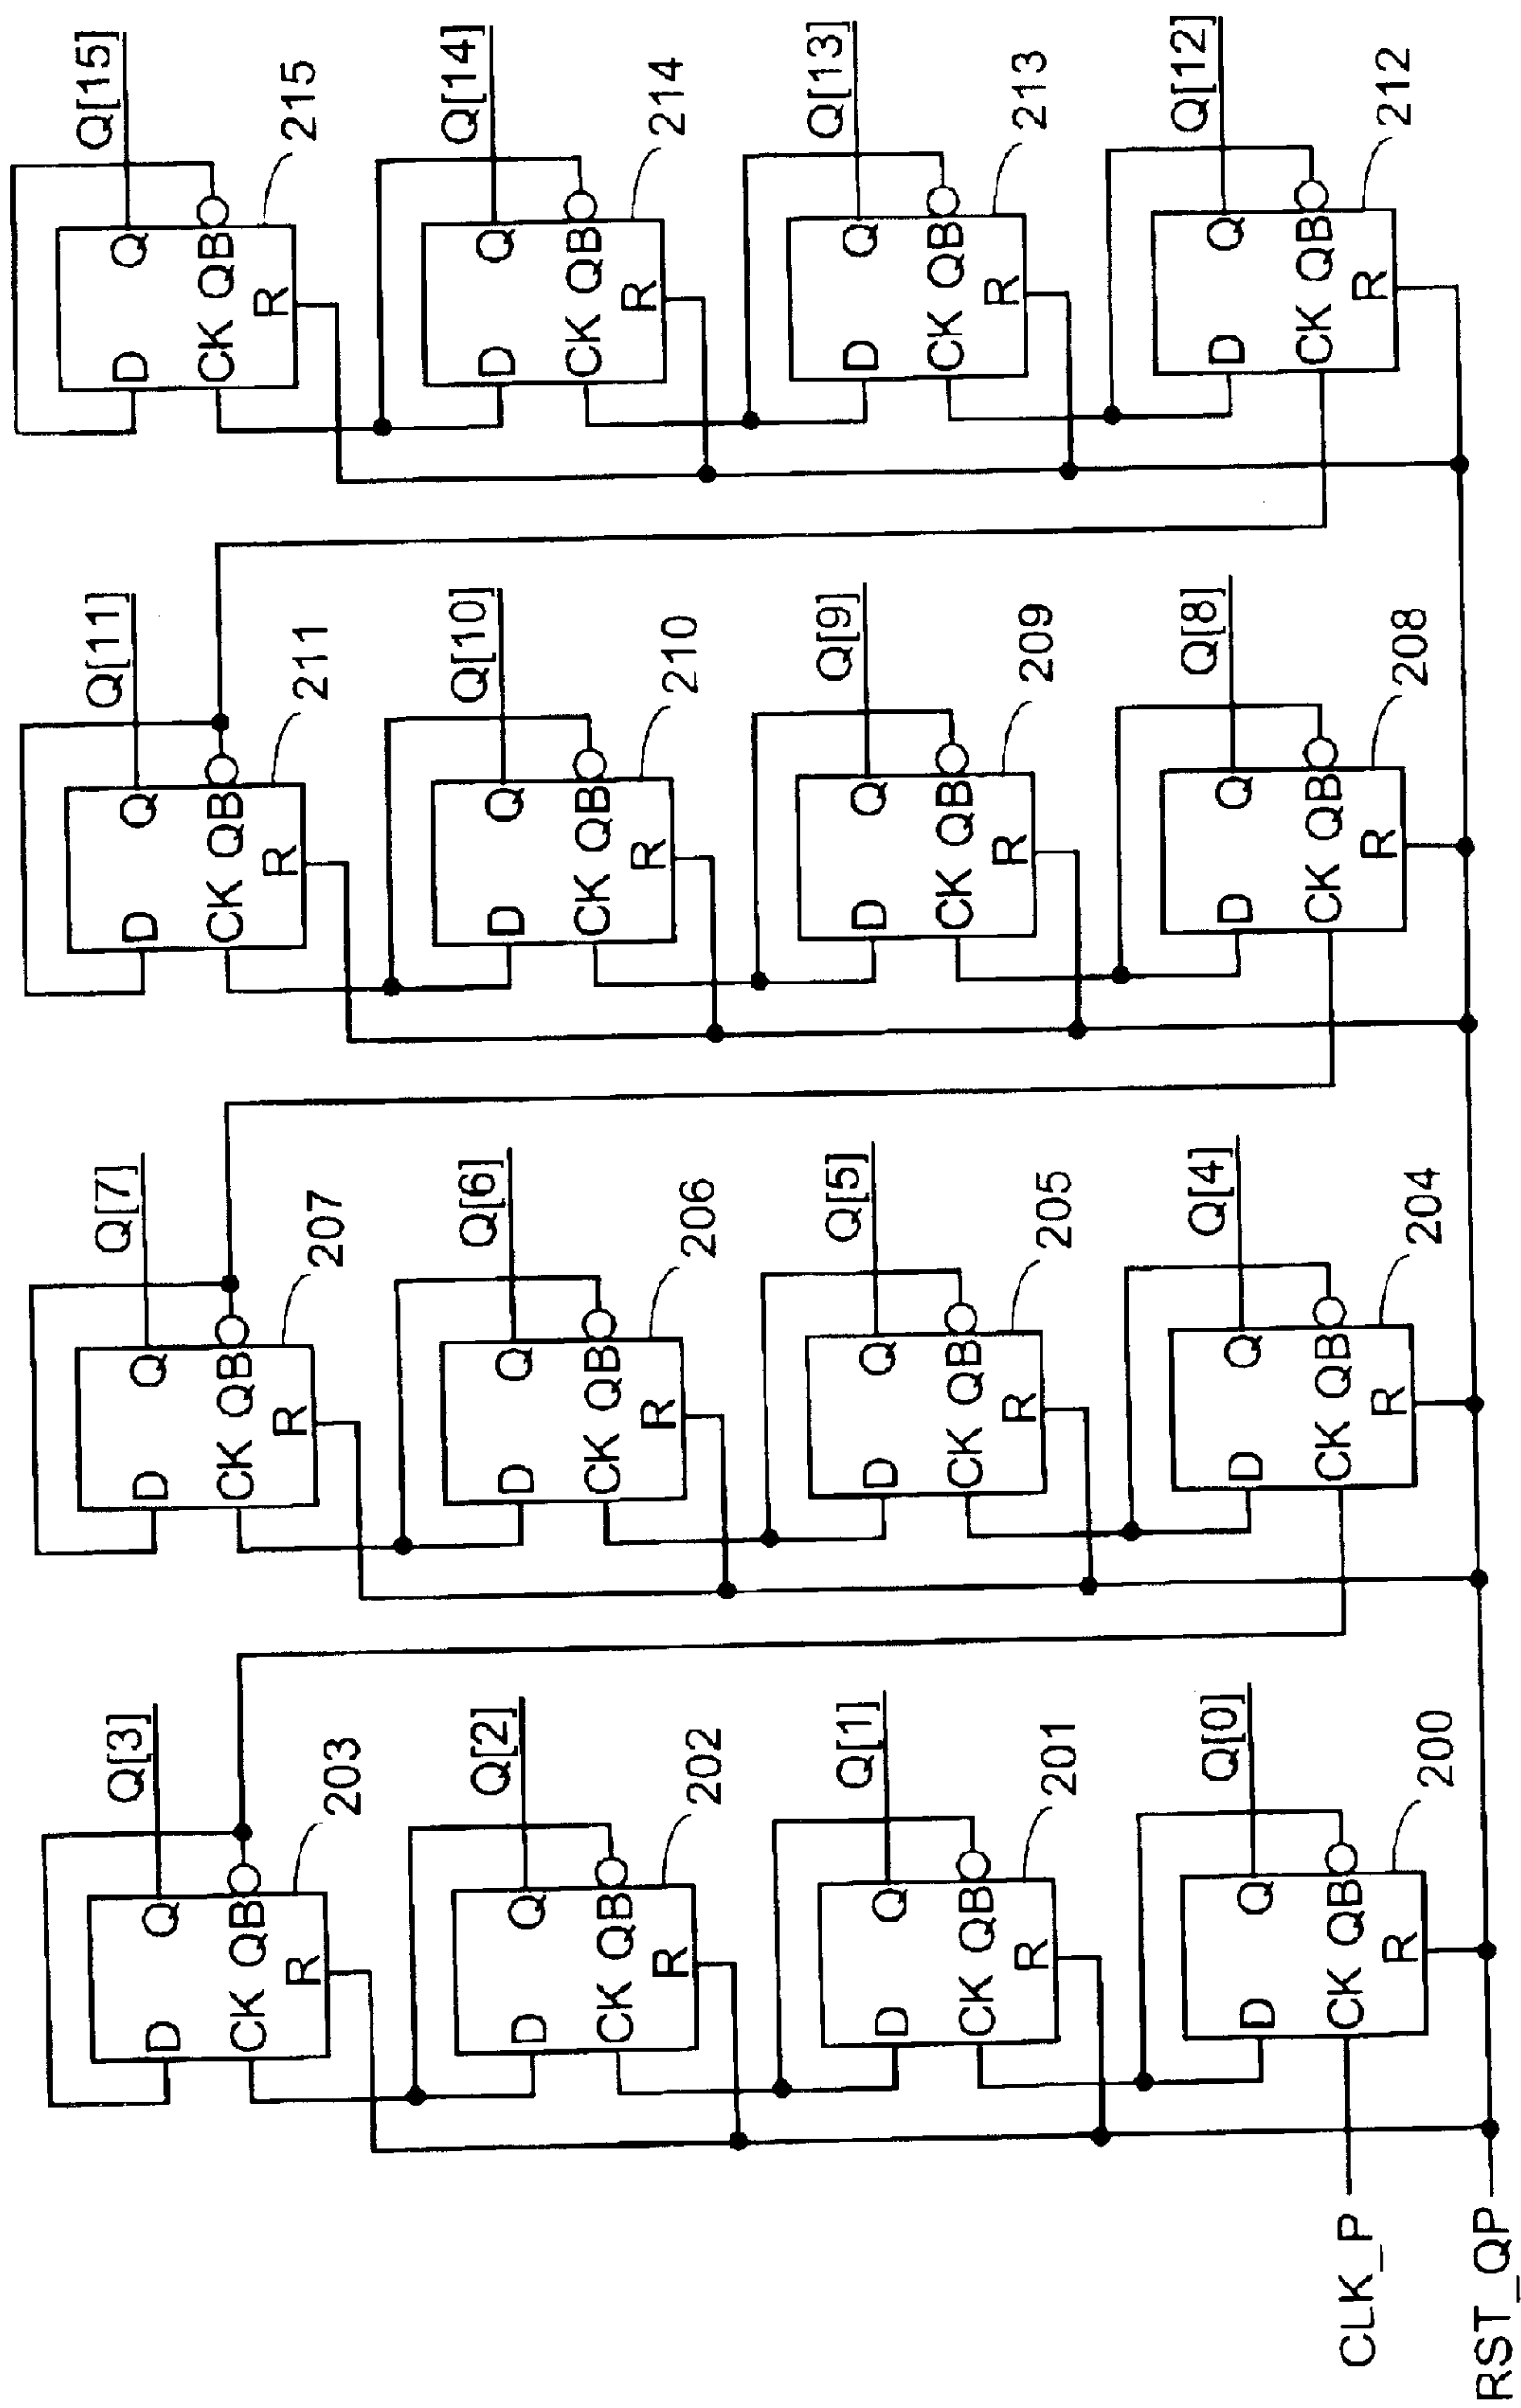 Q[3]
D
Q
CK QB
R
203
Q[2]
D
Q
CK QB
R
202
Q[1]
D
Q
CK QB
R
201
Q[0]
D
Q
CK QB
R
200
Q[7]
D
Q
CK QB
R
207
Q[6]
D
Q
CK QB
R
206
Q[5]
D
Q
CK QB
R
205
Q[4]
D
Q
CK QB
R
204
Q[11]
D
Q
CK QB
R
211
Q[10]
D
Q
CK QB
R
210
Q[9]
D
Q
CK QB
R
209
Q[8]
D
Q
CK QB
R
208
Q[15]
D
Q
CK QB
R
215
Q[14]
D
Q
CK QB
R
214
Q[13]
D
Q
CK QB
R
213
Q[12]
D
Q
CK QB
R
212
CLK_P
RST_QP